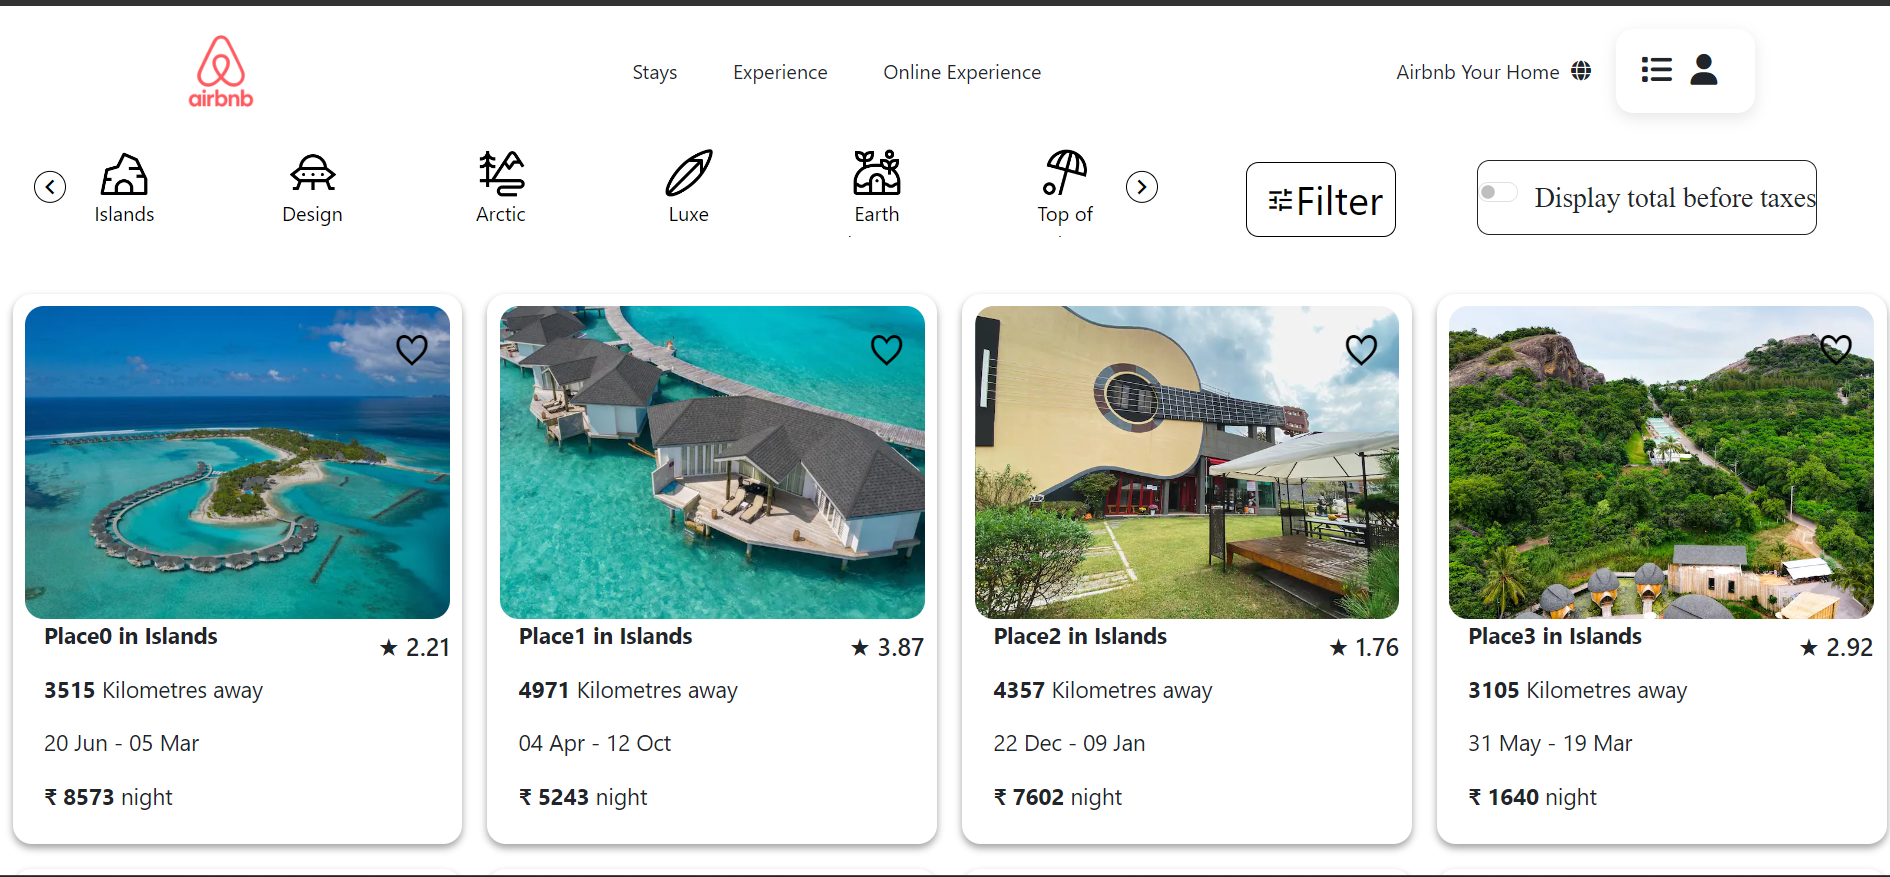 airbnb
Stays
Experience
Online Experience
Airbnb Your Home
Islands
Design
Arctic
Luxe
Earth
Top of
Filter
Display total before taxes
Place0 in Islands
★ 2.21
3515 Kilometres away
20 Jun - 05 Mar
₹ 8573 night
Place1 in Islands
★ 3.87
4971 Kilometres away
04 Apr - 12 Oct
₹ 5243 night
Place2 in Islands
★ 1.76
4357 Kilometres away
22 Dec - 09 Jan
₹ 7602 night
Place3 in Islands
★ 2.92
3105 Kilometres away
31 May - 19 Mar
₹ 1640 night